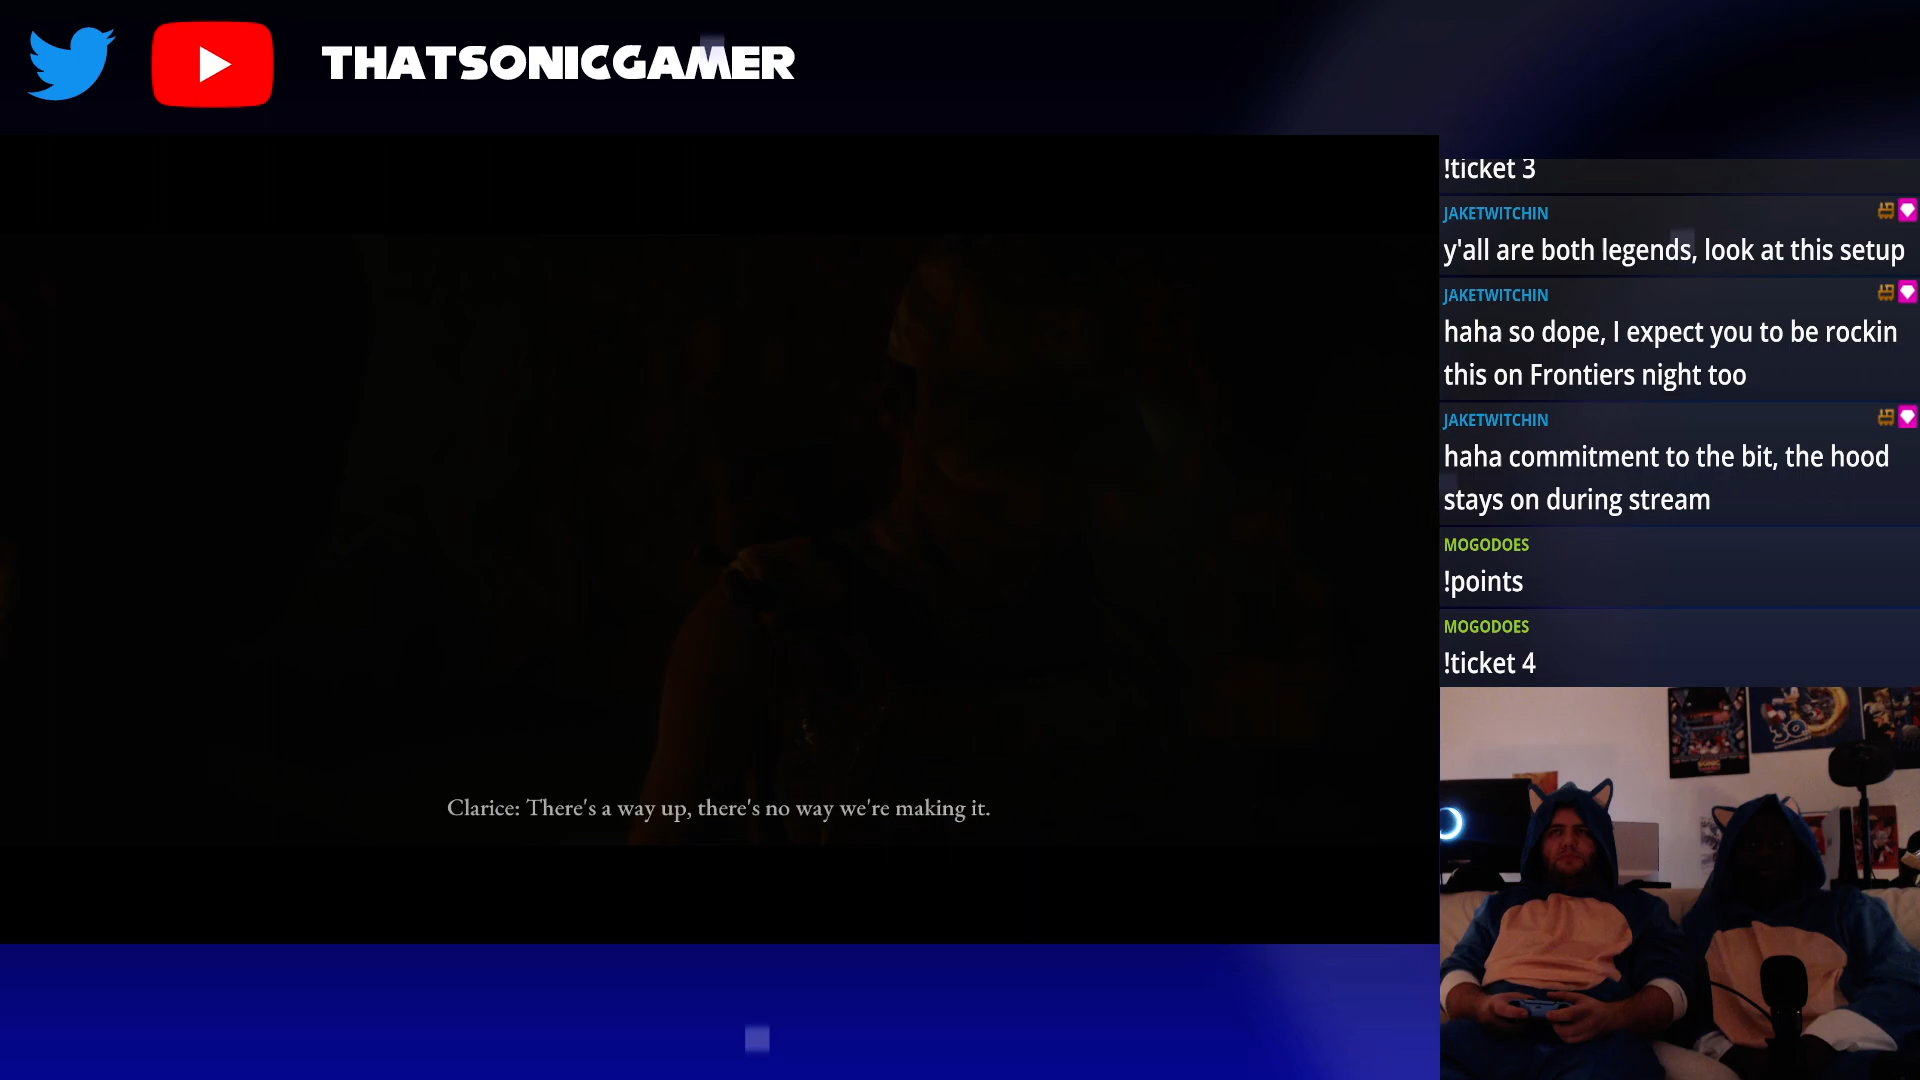 THATSONICGAMER
!ticket 3
JAKETWITCHIN
y'all are both legends, look at this setup
JAKETWITCHIN
haha so dope, I expect you to be rockin
this on Frontiers night too
JAKETWITCHIN
haha commitment to the bit, the hood
stays on during stream
MOGODOES
!points
MOGODOES
!ticket 4
Clarice: There's a way up, there's no way we're making it.
30